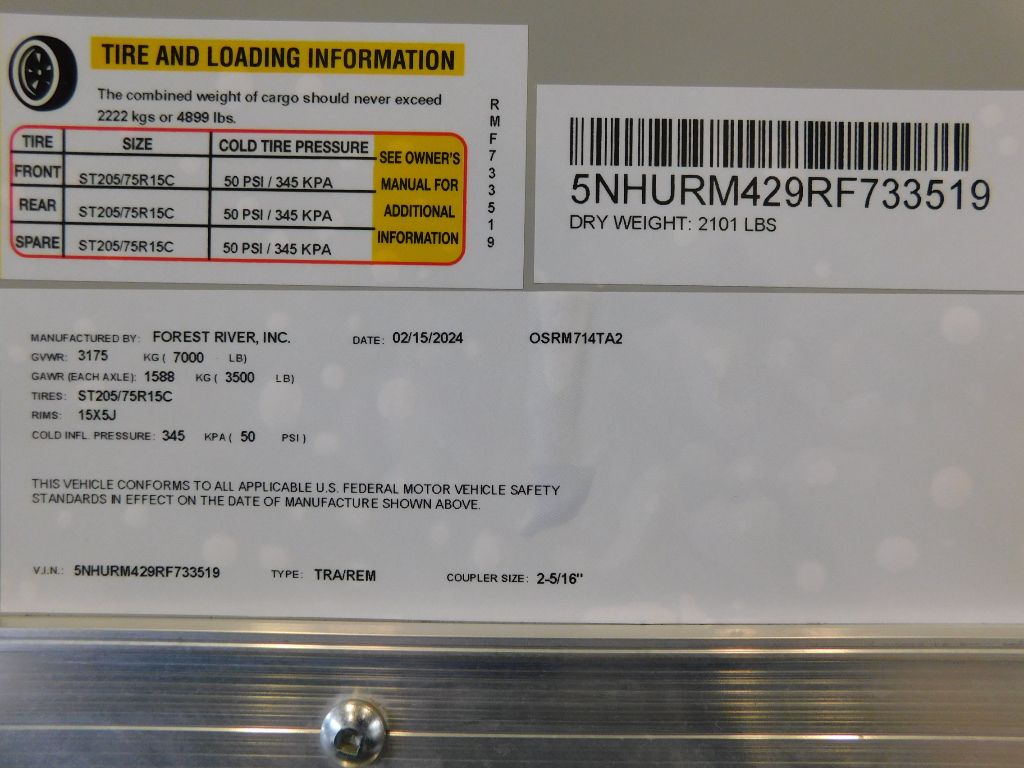 TIRE AND LOADING INFORMATION
The combined weight of cargo should never exceed
2222 kgs or 4899 lbs.
TIRE SIZE COLD TIRE PRESSURE
FRONT ST205/75R15C 50 PSI / 345 KPA
REAR ST205/75R15C 50 PSI / 345 KPA
SPARE ST205/75R15C 50 PSI / 345 KPA
SEE OWNER'S
MANUAL FOR
ADDITIONAL
INFORMATION
RMF733519
5NHURM429RF733519
DRY WEIGHT: 2101 LBS
MANUFACTURED BY: FOREST RIVER, INC. DATE: 02/15/2024 OSRM714TA2
GVWR: 3175 KG ( 7000 LB)
GAWR (EACH AXLE): 1588 KG ( 3500 LB)
TIRES: ST205/75R15C
RIMS: 15X5J
COLD INFL. PRESSURE: 345 KPA ( 50 PSI )
THIS VEHICLE CONFORMS TO ALL APPLICABLE U.S. FEDERAL MOTOR VEHICLE SAFETY
STANDARDS IN EFFECT ON THE DATE OF MANUFACTURE SHOWN ABOVE.
V.I.N.: 5NHURM429RF733519 TYPE: TRA/REM COUPLER SIZE: 2-5/16"